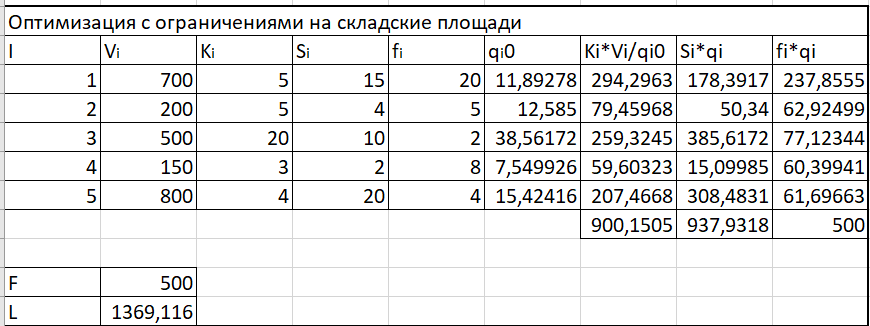 Оптимизация с ограничениями на складские площади
I Vi Ki Si fi qi0 Ki*Vi/qi0 Si*qi fi*qi
1 700 5 15 20 11,89278 294,2963 178,3917 237,8555
2 200 5 4 5 12,585 79,45968 50,34 62,92499
3 500 20 10 2 38,56172 259,3245 385,6172 77,12344
4 150 3 2 8 7,549926 59,60323 15,09985 60,39941
5 800 4 20 4 15,42416 207,4668 308,4831 61,69663
900,1505 937,9318 500
F 500
L 1369,116